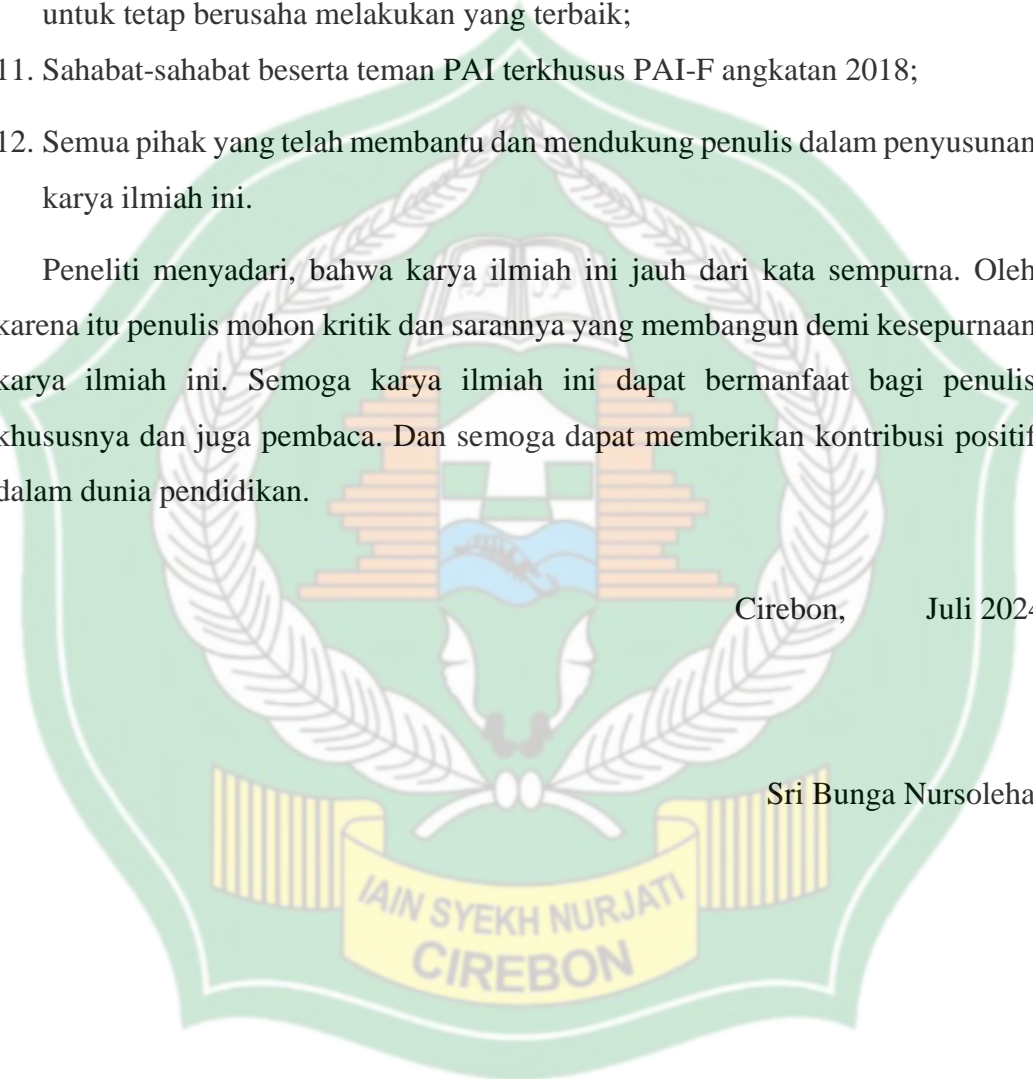 untuk tetap berusaha melakukan yang terbaik;
11. Sahabat-sahabat beserta teman PAI terkhusus PAI-F angkatan 2018;
12. Semua pihak yang telah membantu dan mendukung penulis dalam penyusunan
karya ilmiah ini.
Peneliti menyadari, bahwa karya ilmiah ini jauh dari kata sempurna. Oleh
karena itu penulis mohon kritik dan sarannya yang membangun demi kesepurnaan
karya ilmiah ini. Semoga karya ilmiah ini dapat bermanfaat bagi penulis
khususnya dan juga pembaca. Dan semoga dapat memberikan kontribusi positif
dalam dunia pendidikan.
Cirebon, Juli 2024
Sri Bunga Nursoleha
IAIN SYEKH NURJATI
CIREBON